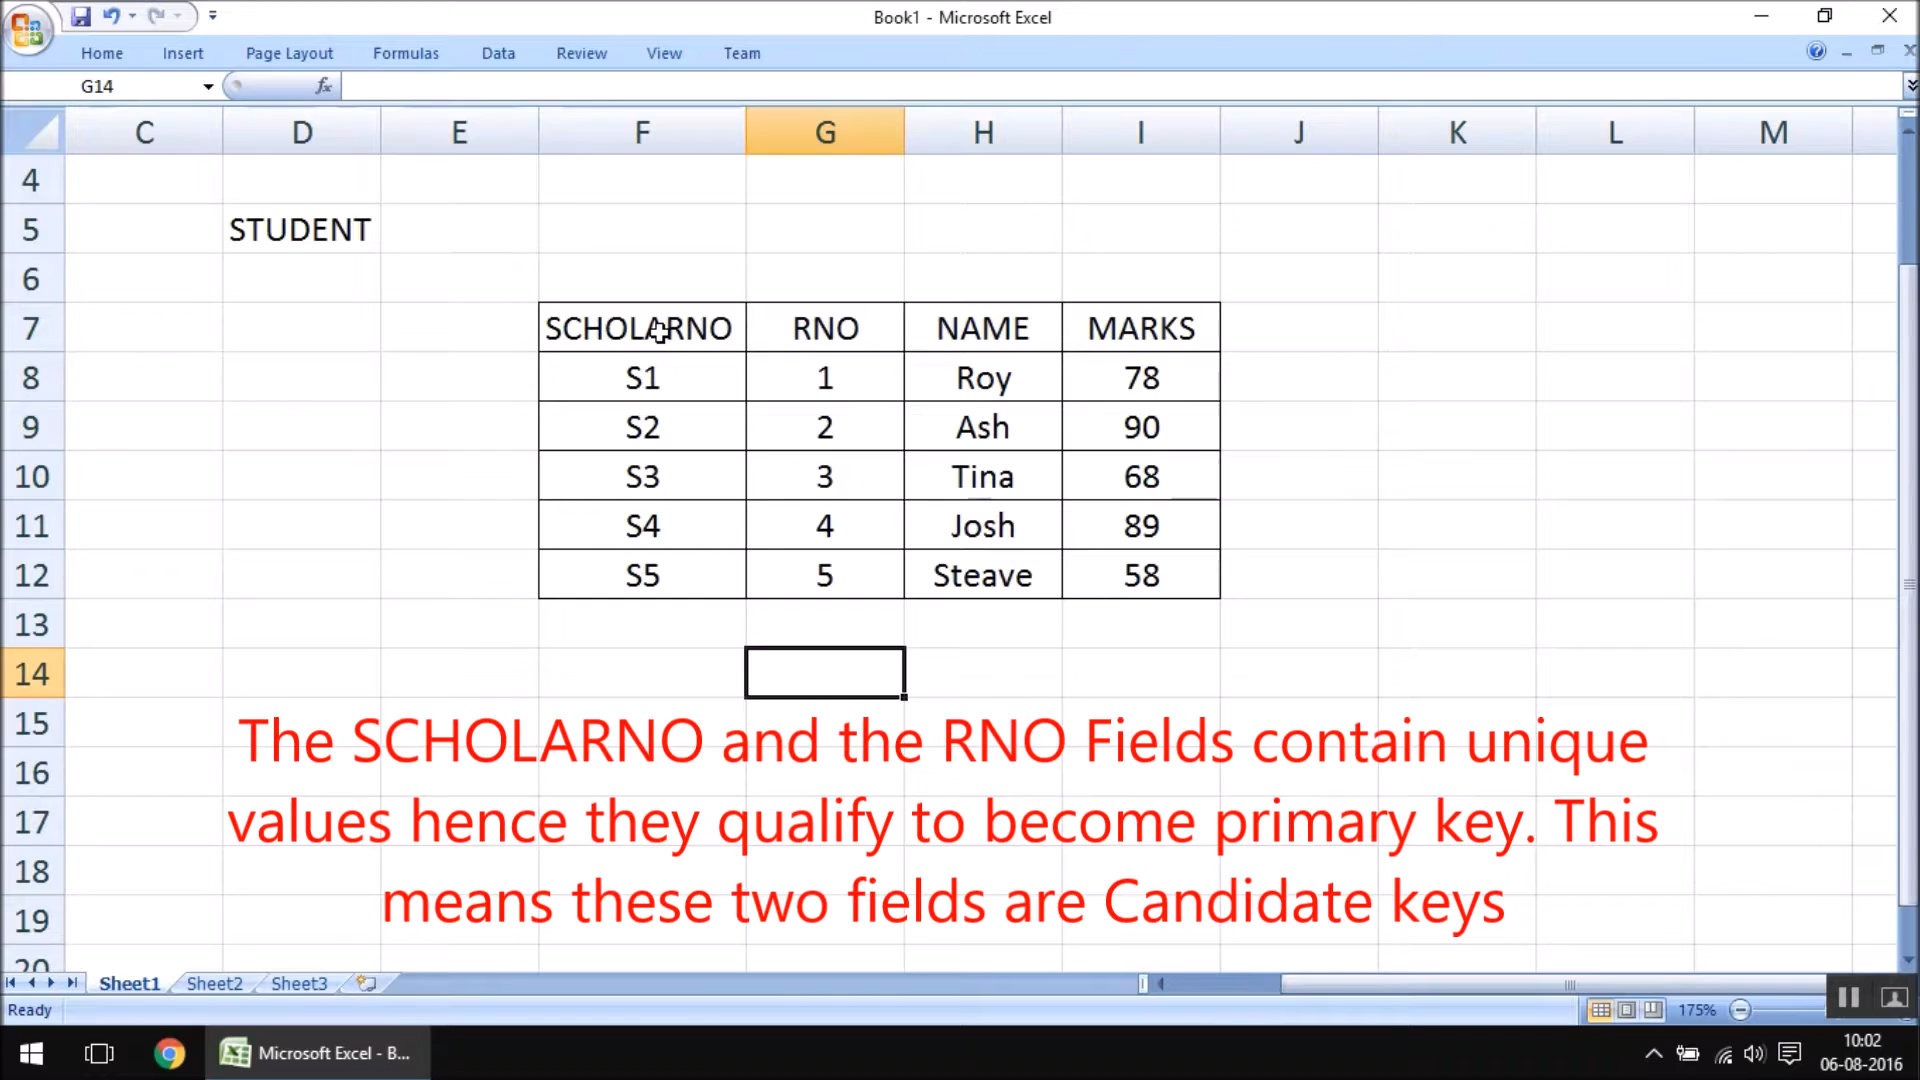 Book1 - Microsoft Excel
Home Insert Page Layout Formulas Data Review View Team
G14 fx
C D E F G H I J K L M
4
5 STUDENT
6
7 SCHOLARNO RNO NAME MARKS
8 S1 1 Roy 78
9 S2 2 Ash 90
10 S3 3 Tina 68
11 S4 4 Josh 89
12 S5 5 Steave 58
13
14
15
The SCHOLARNO and the RNO Fields contain unique
16
17
values hence they qualify to become primary key. This
18
means these two fields are Candidate keys
19
20
Sheet1 Sheet2 Sheet3
Ready 175%
Microsoft Excel - B...
10:02
06-08-2016